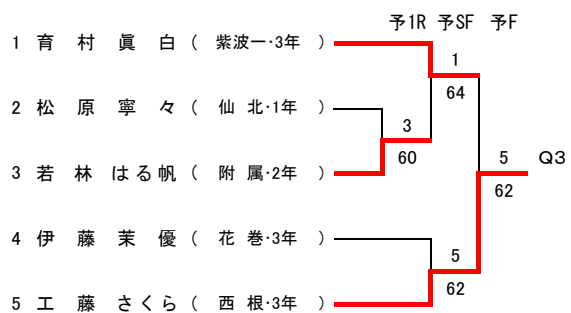 予1R 予SF 予F
1 育村眞白 ( 紫波一・3年 )
1
64
2 松原寧々 ( 仙北・1年 )
3
60
5 Q3
62
3 若林はる帆 ( 附属・2年 )
4 伊藤茉優 ( 花巻・3年 )
5
62
5 工藤さくら ( 西根・3年 )